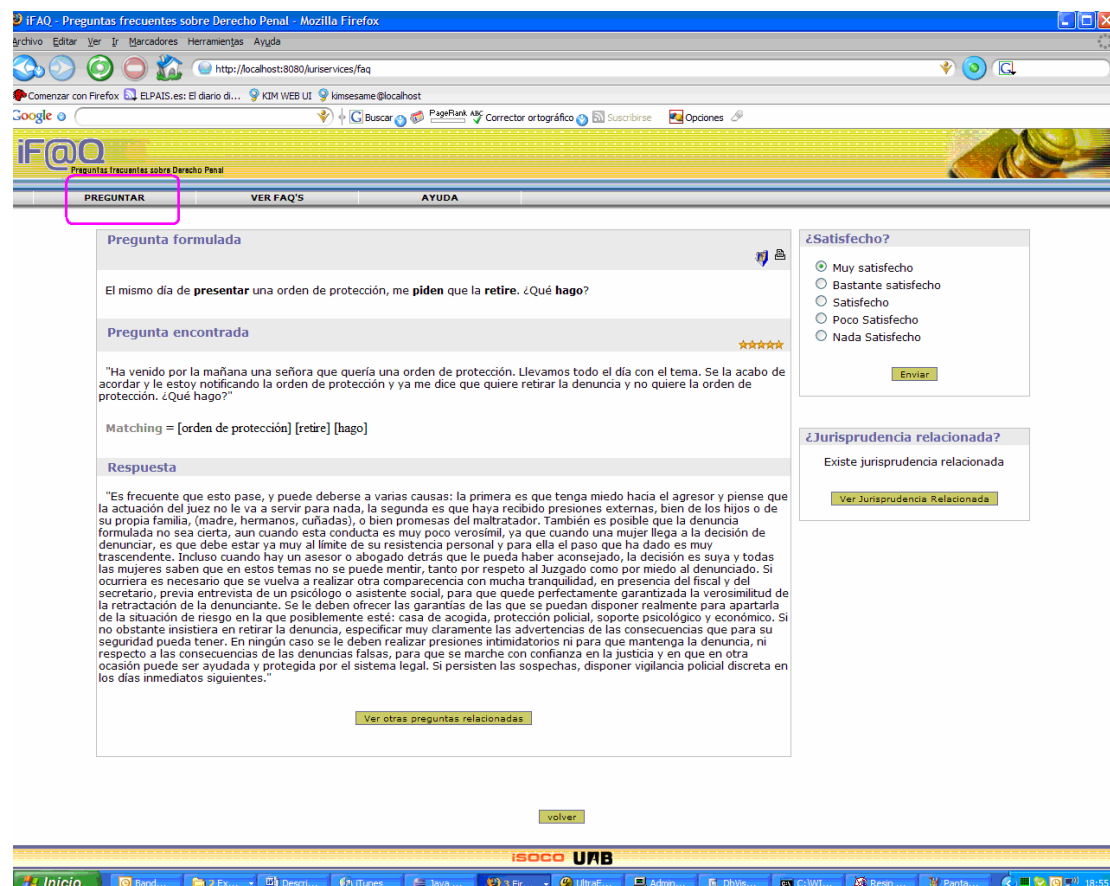 iFAQ - Preguntas frecuentes sobre Derecho Penal - Mozilla Firefox
Archivo Editar Ver Ir Marcadores Herramientas Ayuda
http://localhost:8080/iuriservices/faq
Comenzar con Firefox ELPAIS.es: El diario di... KIM WEB UI kimsesame@localhost
Google Buscar PageRank ABC Corrector ortográfico Suscribirse Opciones
iF@Q
Preguntas frecuentes sobre Derecho Penal
PREGUNTAR VER FAQ'S AYUDA
Pregunta formulada
El mismo día de presentar una orden de protección, me piden que la retire. ¿Qué hago?
Pregunta encontrada
"Ha venido por la mañana una señora que quería una orden de protección. Llevamos todo el día con el tema. Se la acabo de
acordar y le estoy notificando la orden de protección y ya me dice que quiere retirar la denuncia y no quiere la orden de
protección. ¿Qué hago?"
Matching = [orden de protección] [retire] [hago]
Respuesta
"Es frecuente que esto pase, y puede deberse a varias causas: la primera es que tenga miedo hacia el agresor y piense que
la actuación del juez no le va a servir para nada, la segunda es que haya recibido presiones externas, bien de los hijos o de
su propia familia, (madre, hermanos, cuñadas), o bien promesas del maltratador. También es posible que la denuncia
formulada no sea cierta, aun cuando esta conducta es muy poco verosímil, ya que cuando una mujer llega a la decisión de
denunciar, es que debe estar ya muy al límite de su resistencia personal y para ella el paso que ha dado es muy
trascendente. Incluso cuando hay un asesor o abogado detrás que le pueda haber aconsejado, la decisión es suya y todas
las mujeres saben que en estos temas no se puede mentir, tanto por respeto al Juzgado como por miedo al denunciado. Si
ocurriera es necesario que se vuelva a realizar otra comparecencia con mucha tranquilidad, en presencia del fiscal y del
secretario, previa entrevista de un psicólogo o asistente social, para que quede perfectamente garantizada la verosimilitud de
la retractación de la denunciante. Se le deben ofrecer las garantías de las que se puedan disponer realmente para apartarla
de la situación de riesgo en la que posiblemente esté: casa de acogida, protección policial, soporte psicológico y económico. Si
no obstante insistiera en retirar la denuncia, especificar muy claramente las advertencias de las consecuencias que para su
seguridad pueda tener. En ningún caso se le deben realizar presiones intimidatorios ni para que mantenga la denuncia, ni
respecto a las consecuencias de las denuncias falsas, para que se marche con confianza en la justicia y en que en otra
ocasión puede ser ayudada y protegida por el sistema legal. Si persisten las sospechas, disponer vigilancia policial discreta en
los días inmediatos siguientes."
Ver otras preguntas relacionadas
¿Satisfecho?
Muy satisfecho
Bastante satisfecho
Satisfecho
Poco Satisfecho
Nada Satisfecho
Enviar
¿Jurisprudencia relacionada?
Existe jurisprudencia relacionada
Ver Jurisprudencia Relacionada
volver
isoco UAB
Inicio Band... 2 Ex... Descri... iTunes Java ... 3 Fir... UltraE... Admin... DbVis... C:\WI... Resin ... Panta... 18:55